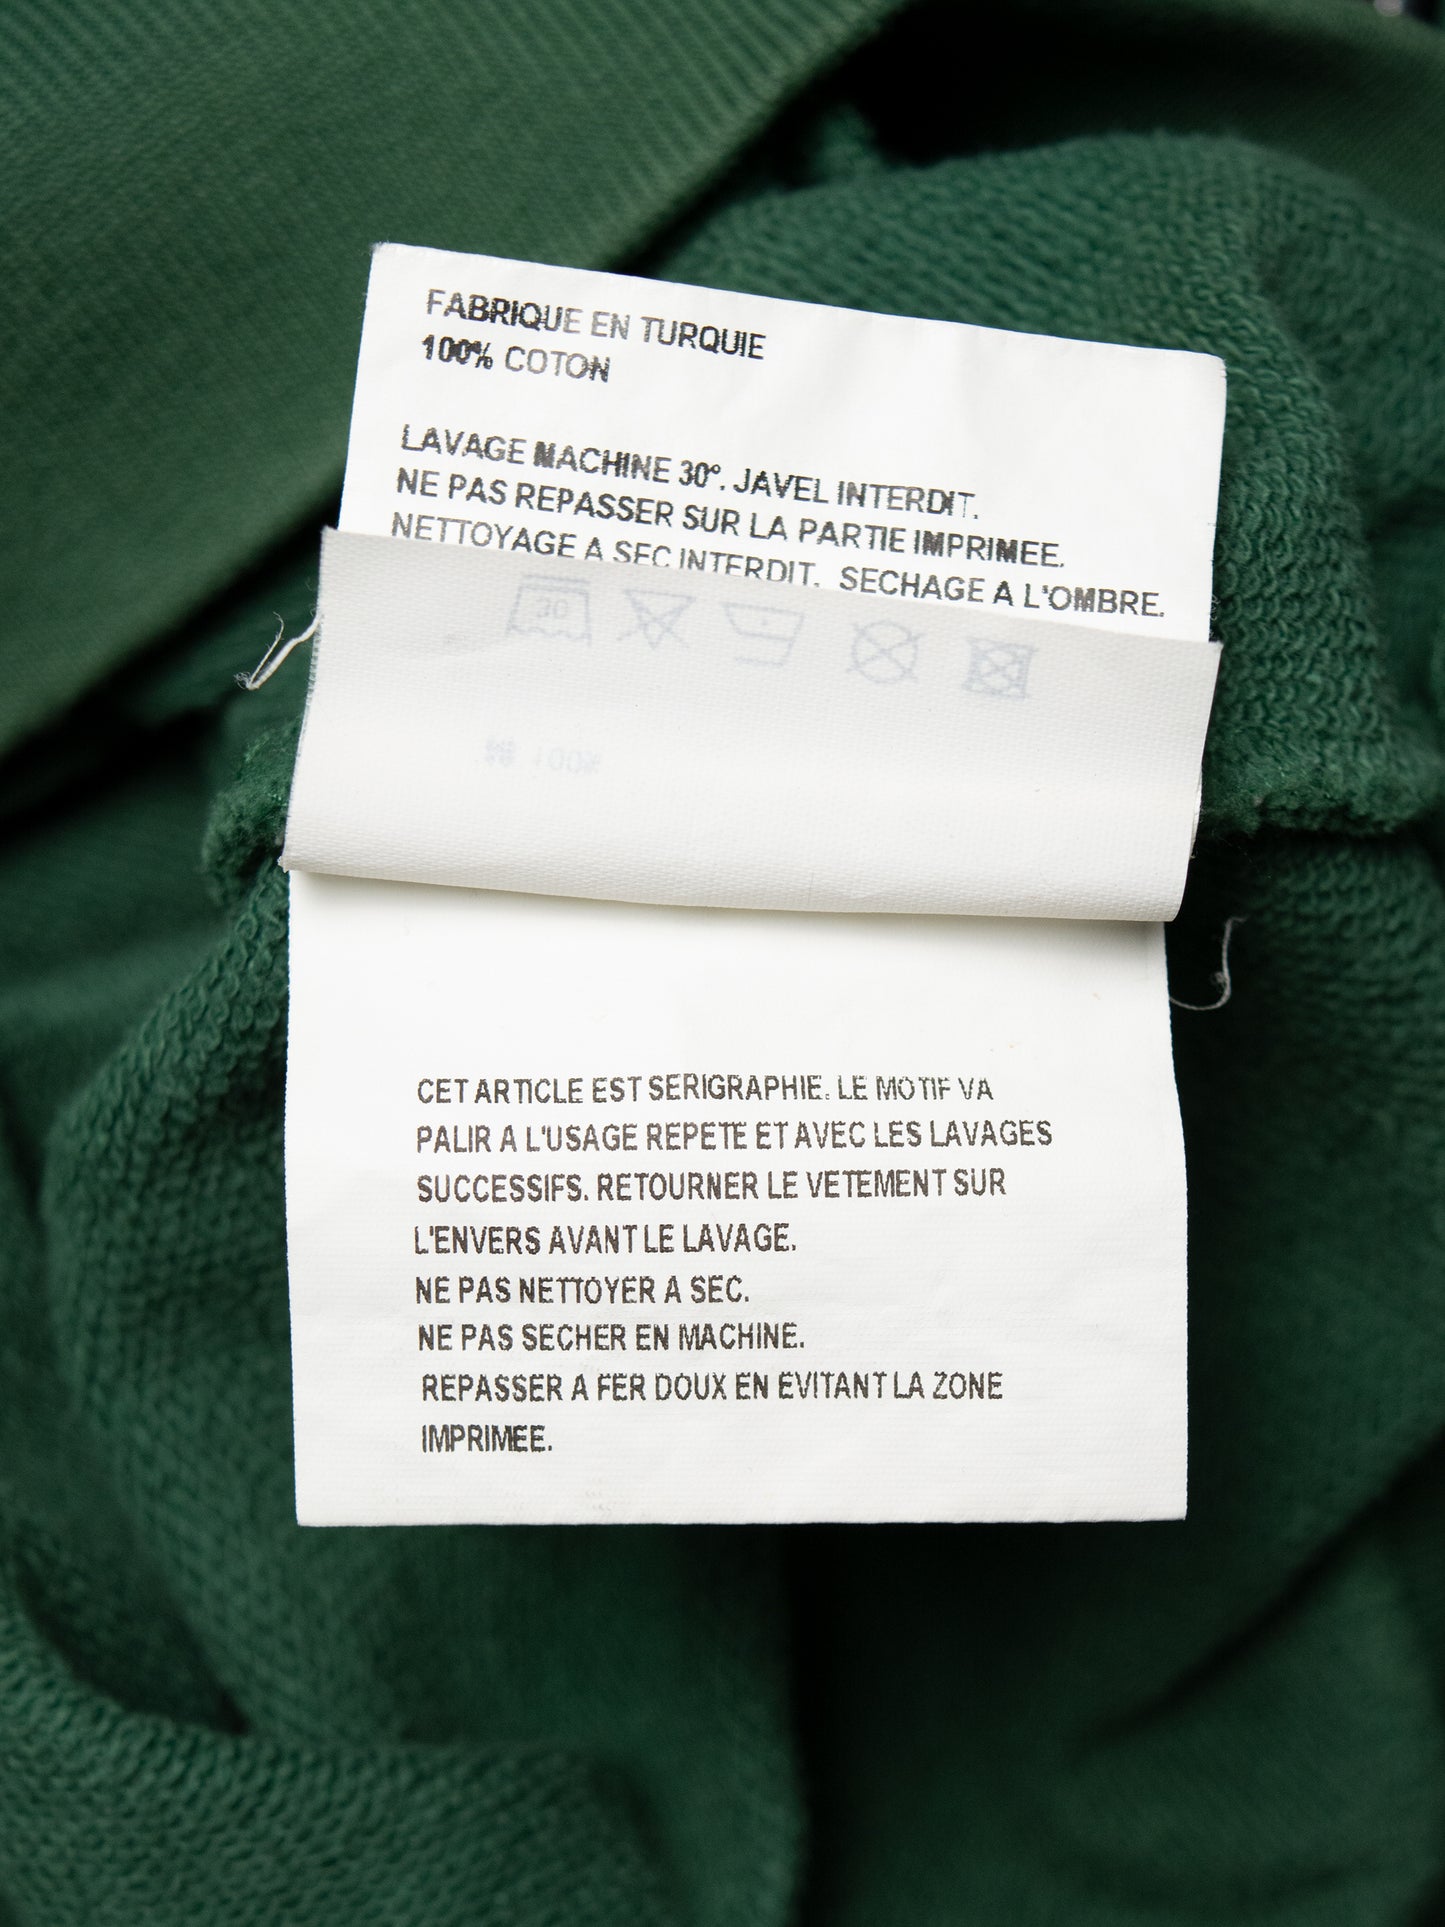 FABRIQUE EN TURQUIE
100% COTON
LAVAGE MACHINE 30°. JAVEL INTERDIT.
NE PAS REPASSER SUR LA PARTIE IMPRIMEE.
NETTOYAGE A SEC INTERDIT. SECHAGE A L'OMBRE.
30
CET ARTICLE EST SERIGRAPHIE. LE MOTIF VA
PALIR A L'USAGE REPETE ET AVEC LES LAVAGES
SUCCESSIFS. RETOURNER LE VETEMENT SUR
L'ENVERS AVANT LE LAVAGE.
NE PAS NETTOYER A SEC.
NE PAS SECHER EN MACHINE.
REPASSER A FER DOUX EN EVITANT LA ZONE
IMPRIMEE.